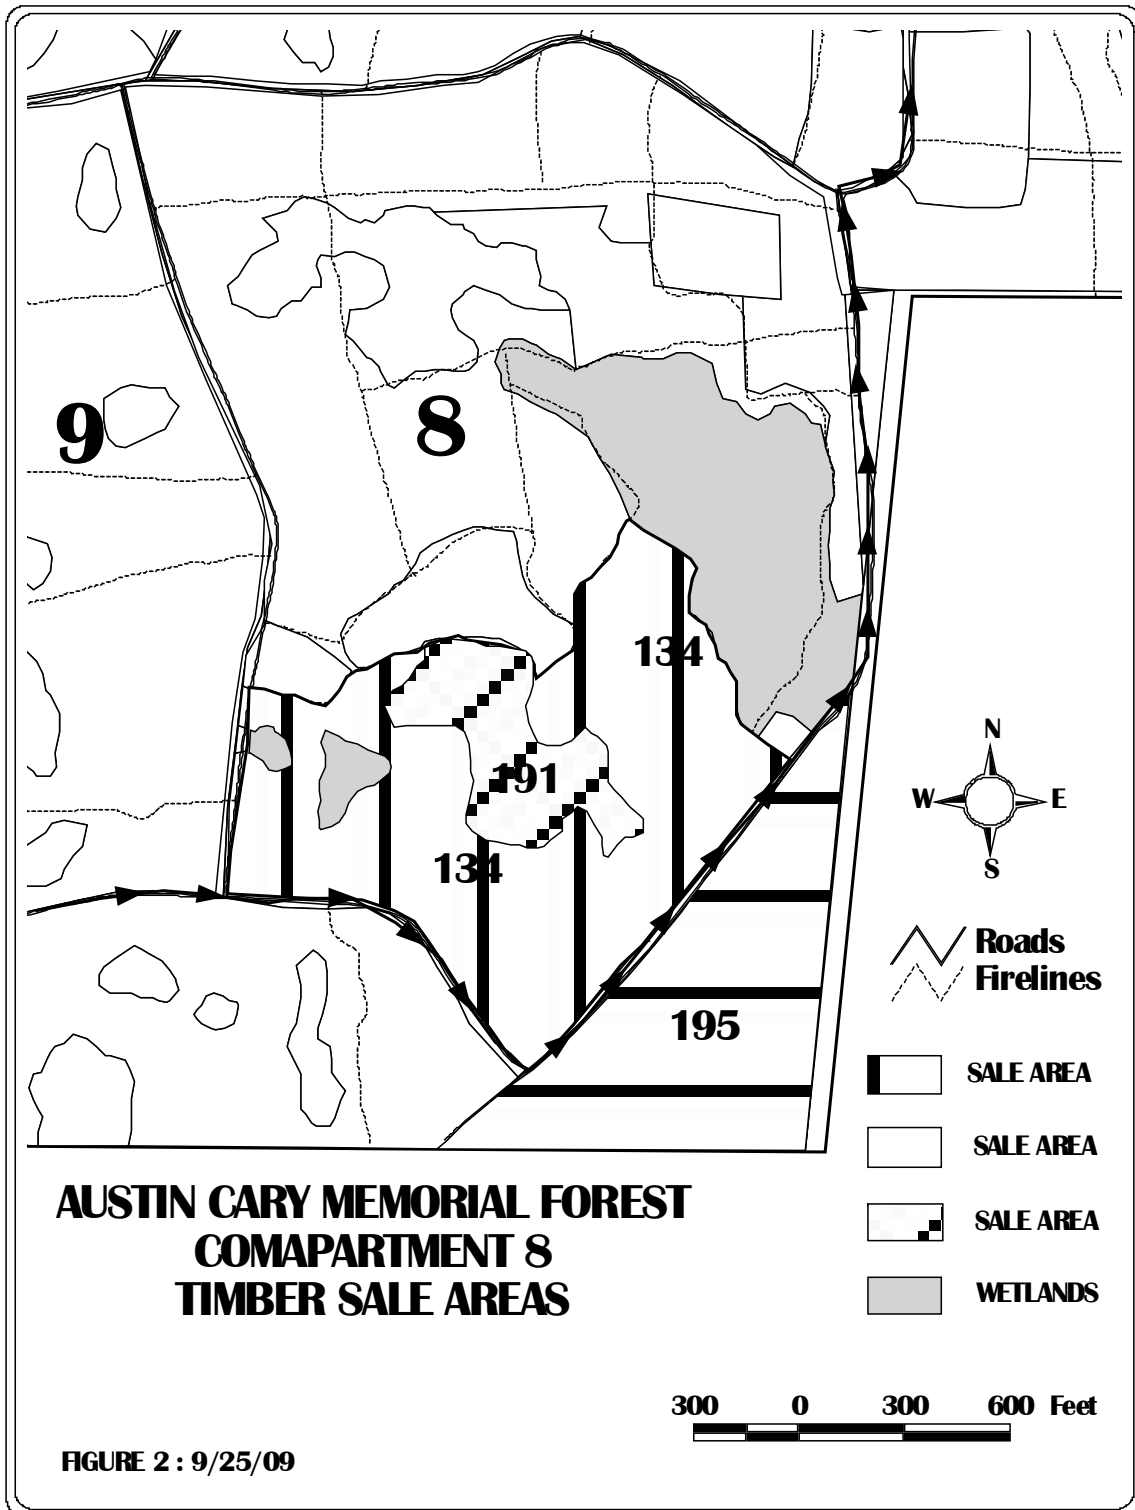 9
8
134
191
134
195
N
W E
S
Roads
Firelines
SALE AREA
SALE AREA
SALE AREA
WETLANDS
AUSTIN CARY MEMORIAL FOREST
COMAPARTMENT 8
TIMBER SALE AREAS
300 0 300 600 Feet
FIGURE 2 : 9/25/09